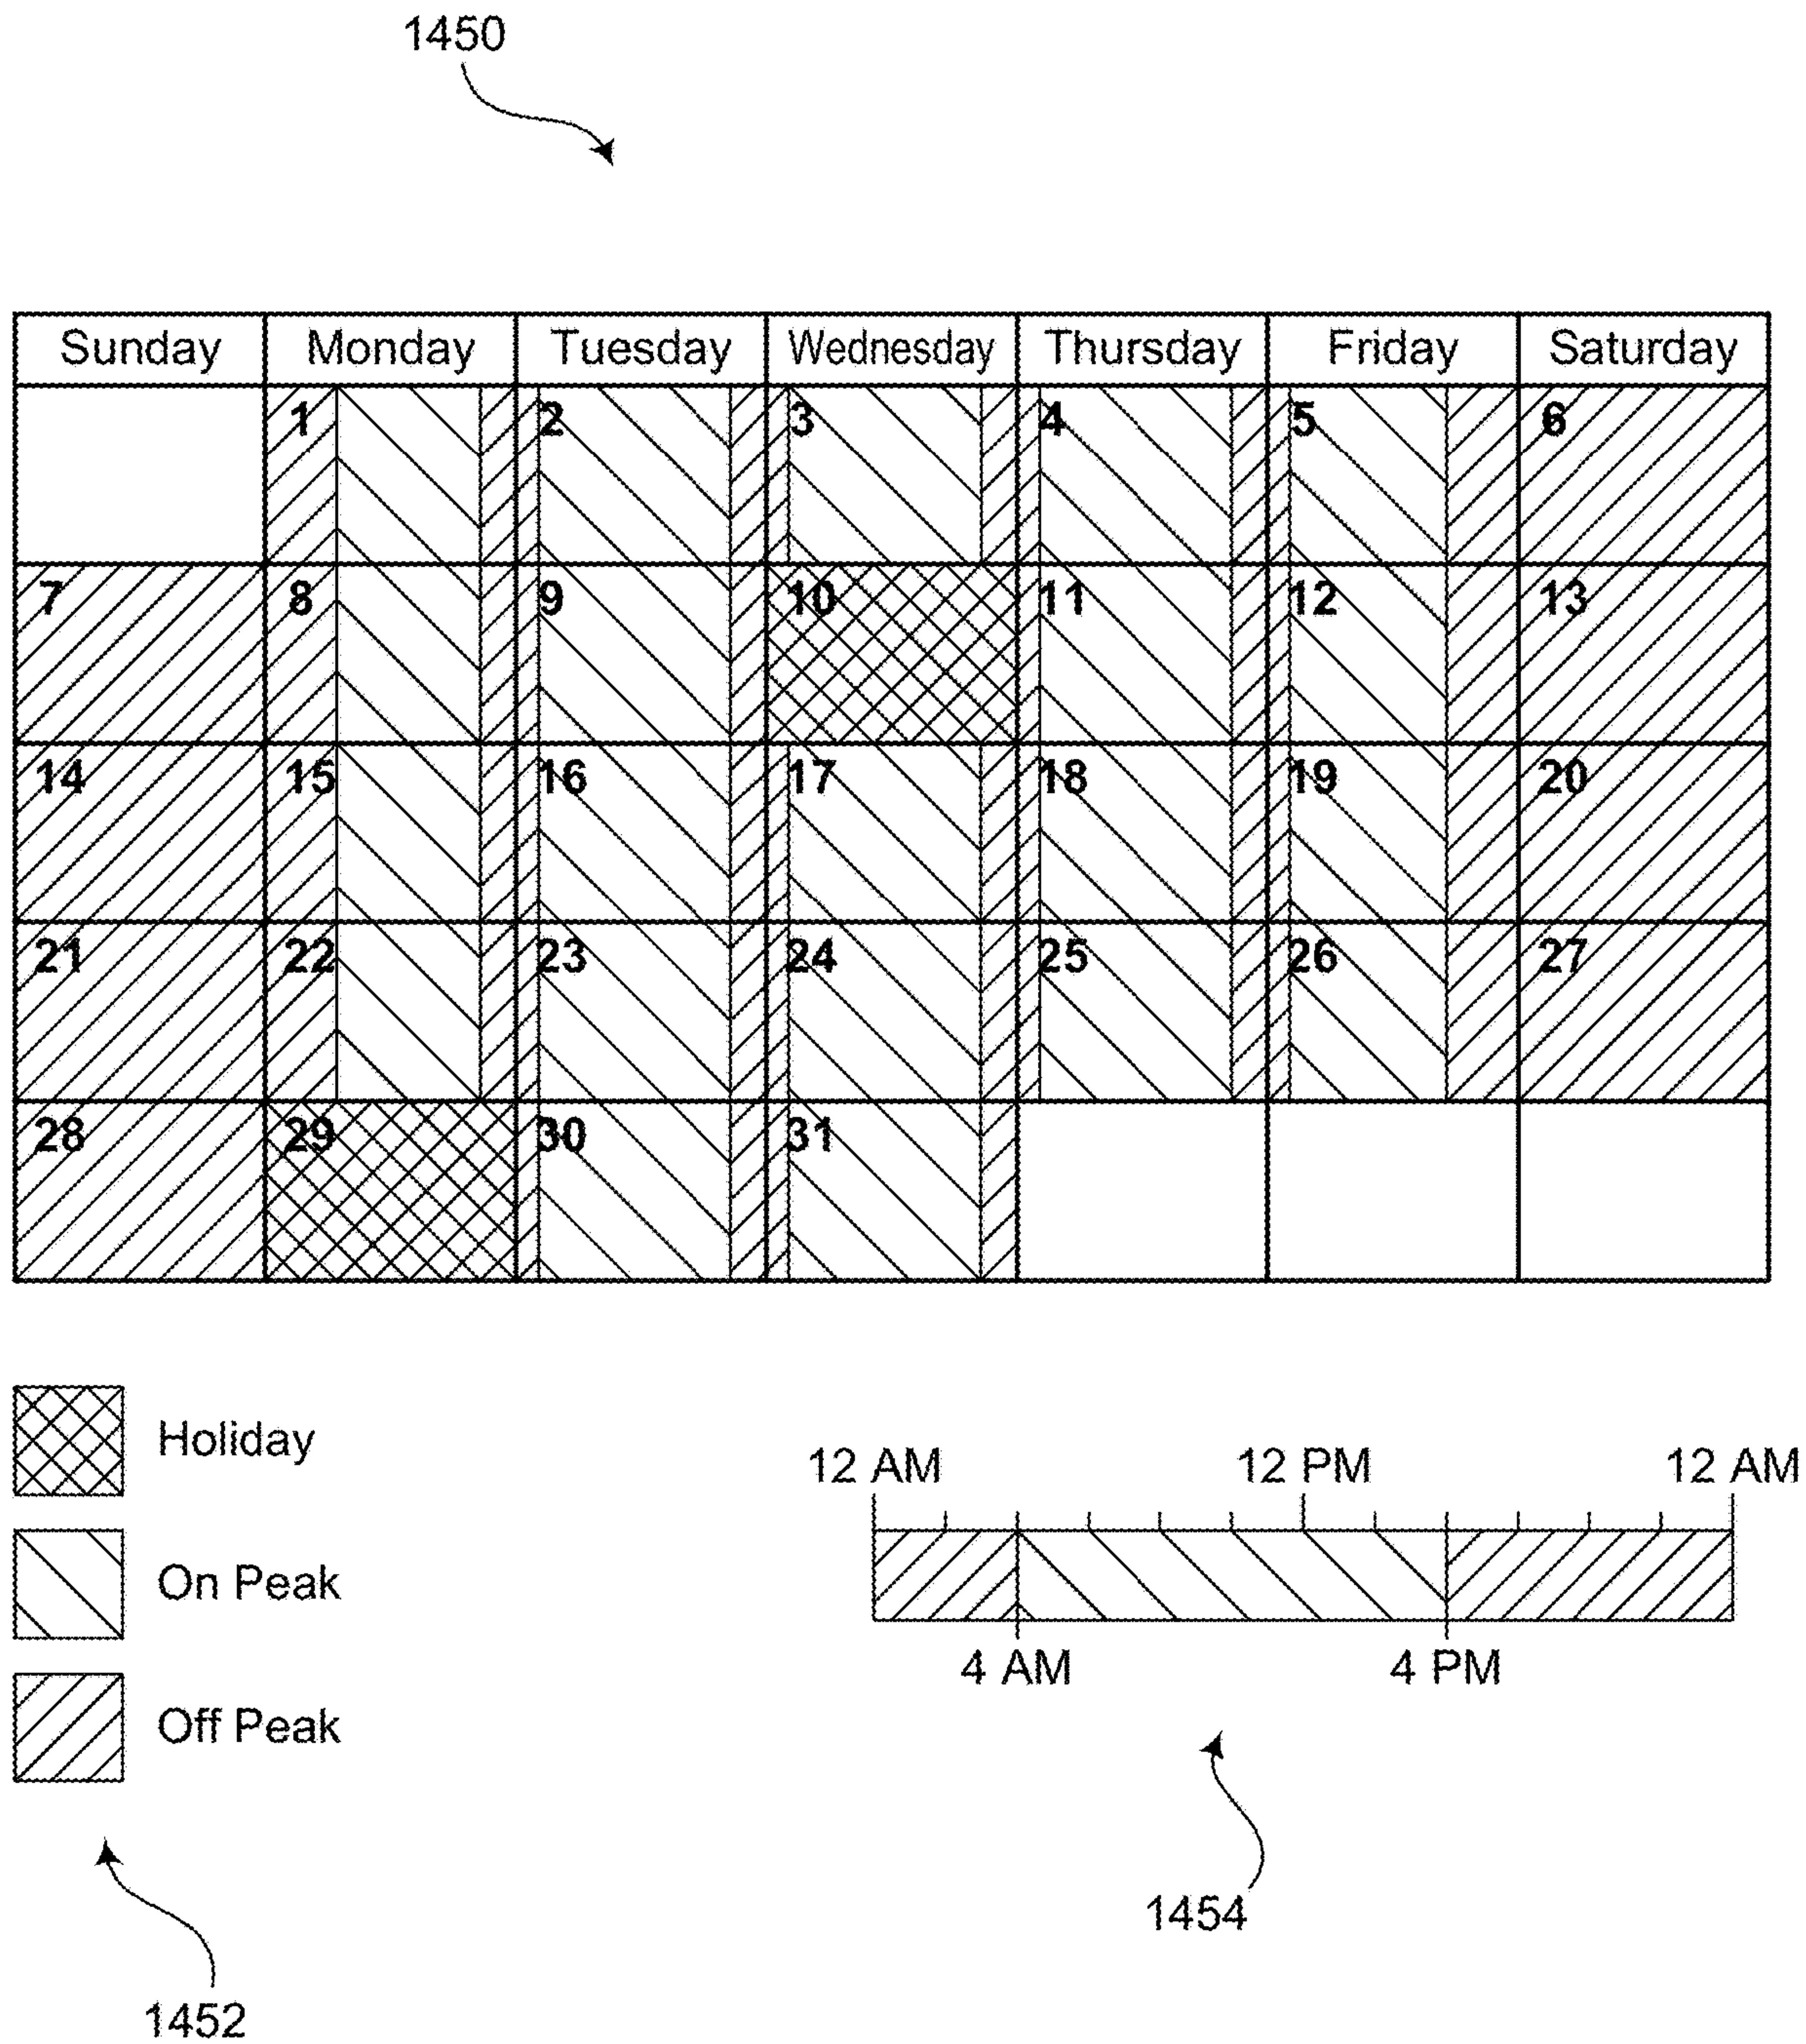 1450
Sunday Monday Tuesday Wednesday Thursday Friday Saturday
1 2 3 4 5 6
7 8 9 10 11 12 13
14 15 16 17 18 19 20
21 22 23 24 25 26 27
28 29 30 31
Holiday
On Peak
Off Peak
12 AM 12 PM 12 AM
4 AM 4 PM
1454
1452